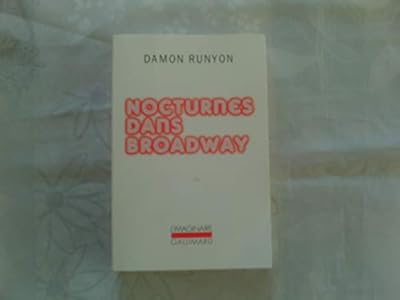 DAMON RUNYON
NOCTURNES
DANS
BROADWAY
L'IMAGINAIRE
GALLIMARD